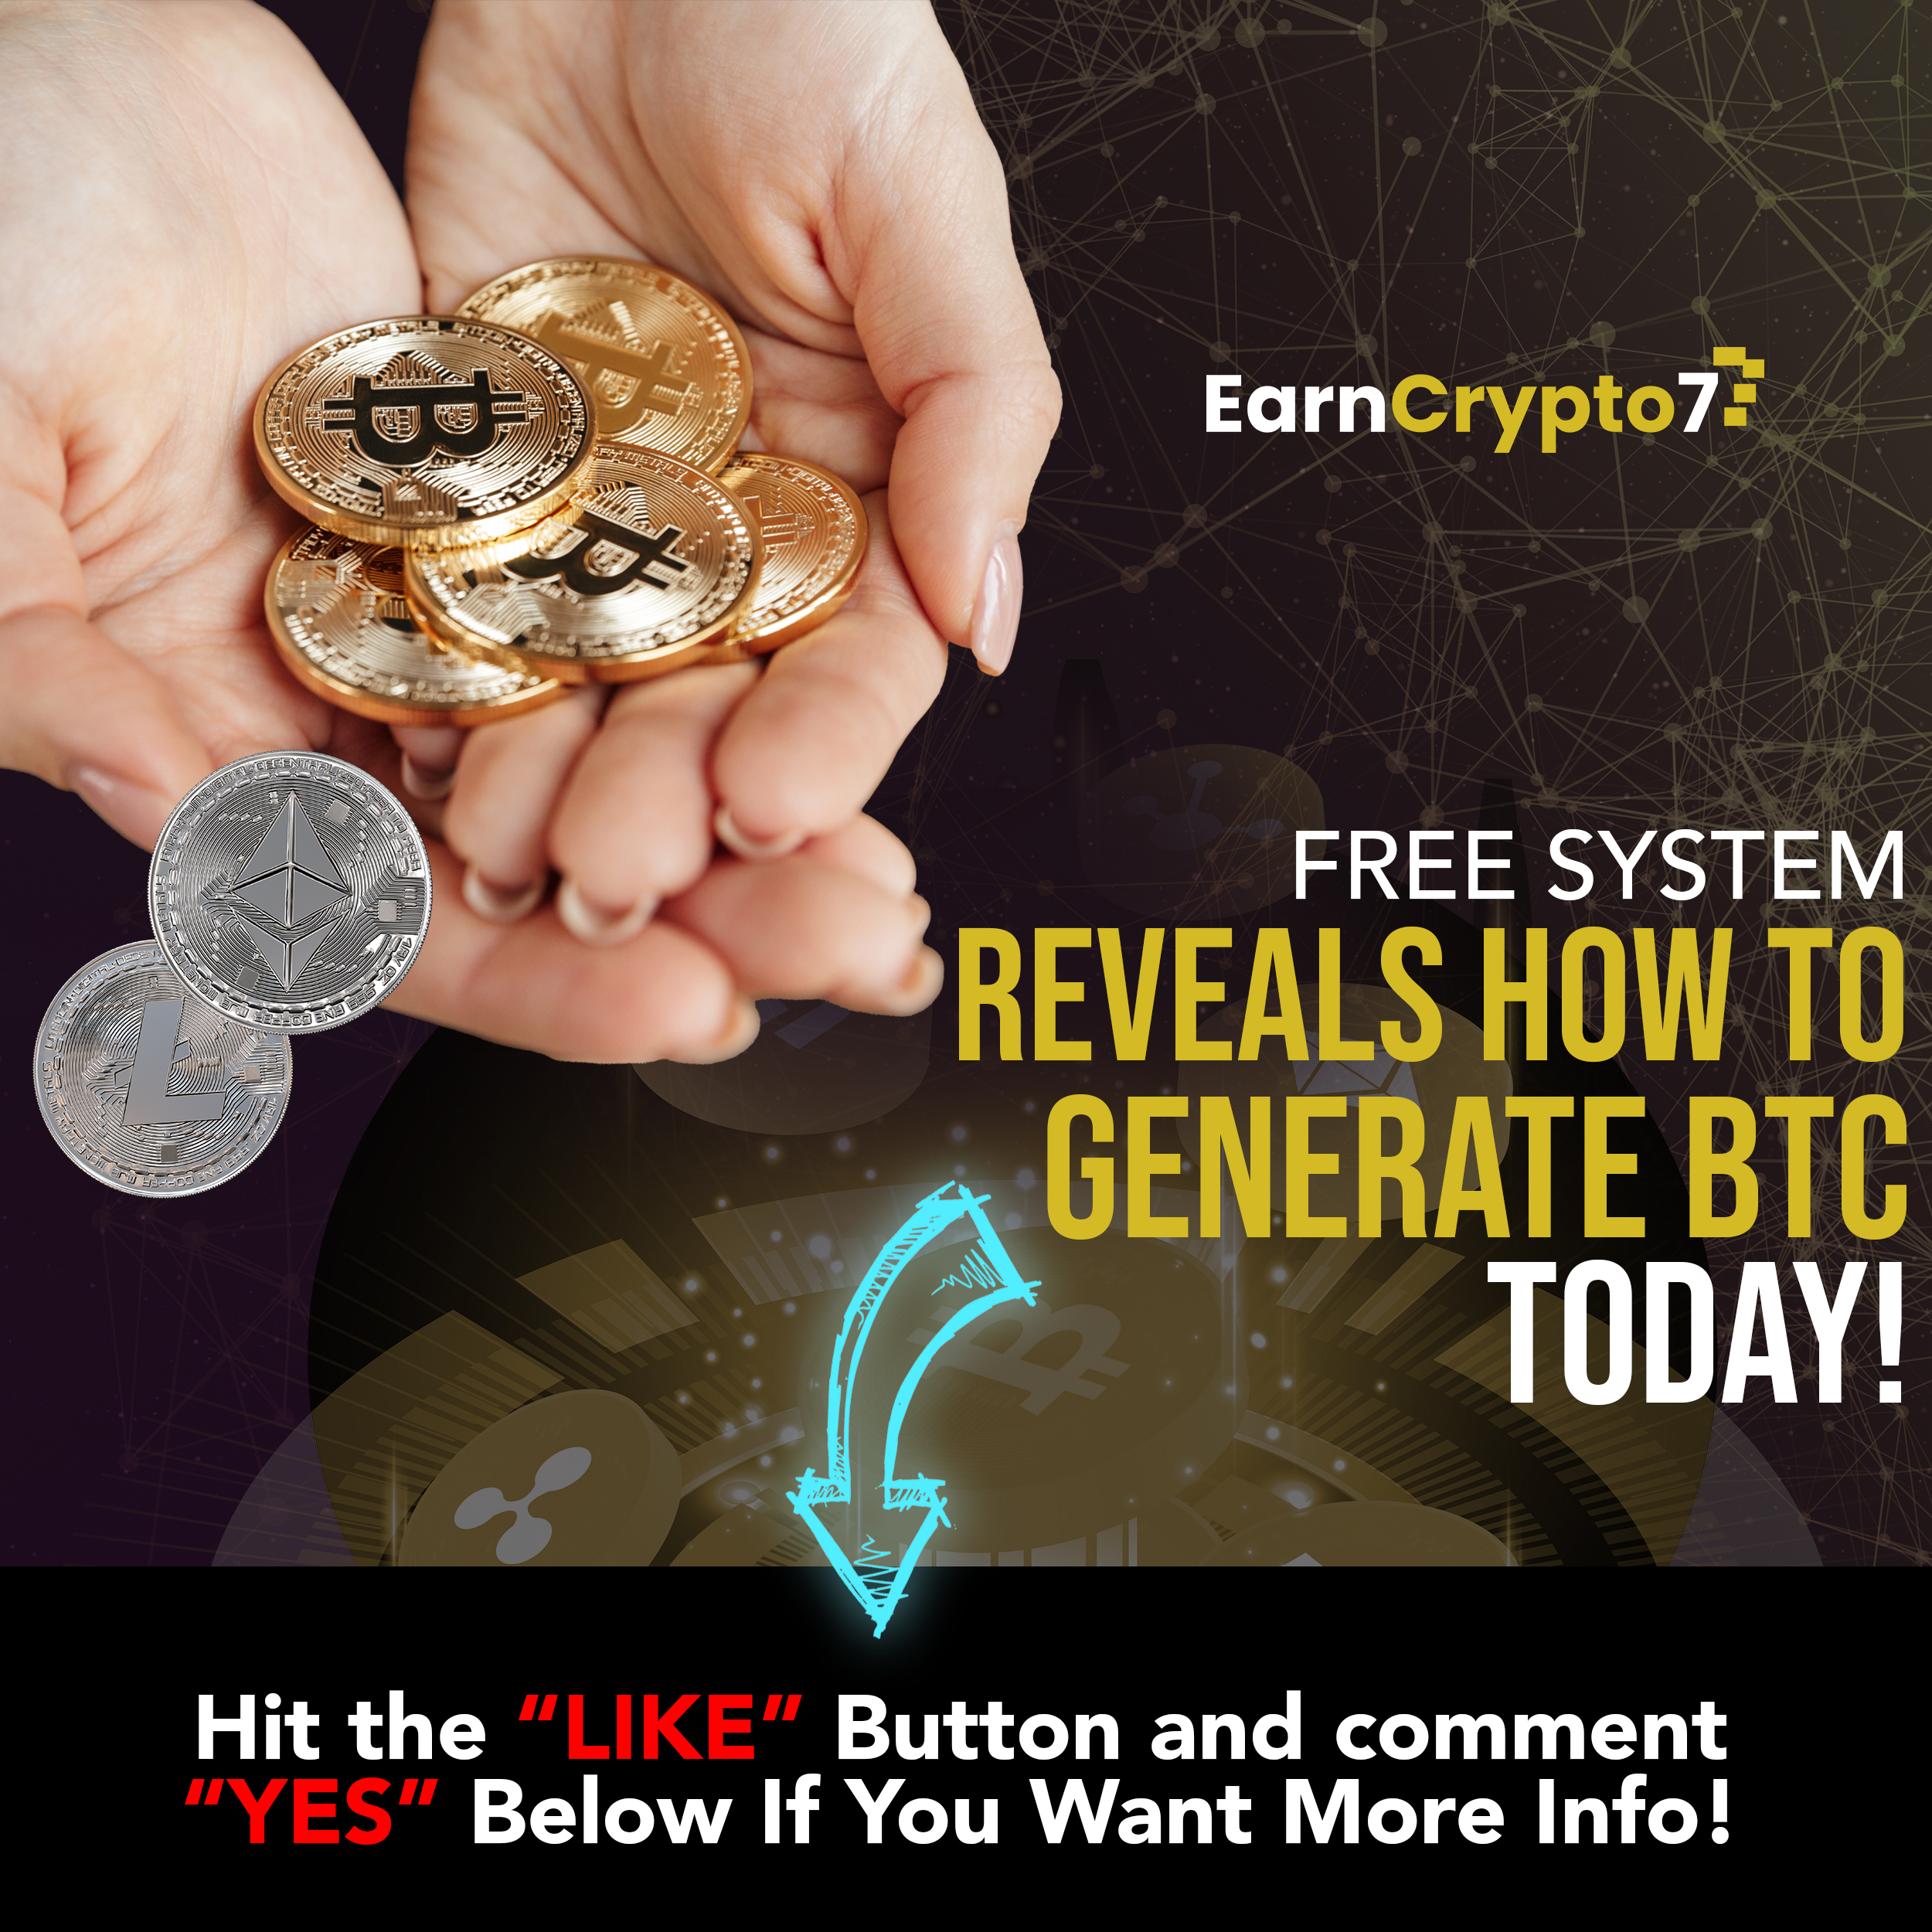 EarnCrypto7
FREE SYSTEM
REVEALS HOW TO
GENERATE BTC
TODAY!
Hit the “LIKE” Button and comment
“YES” Below If You Want More Info!